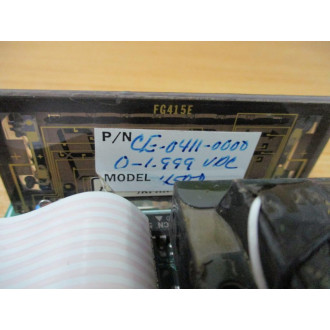 FG415E
P/N CE-0411-0000
0-1.999 VDC
MODEL